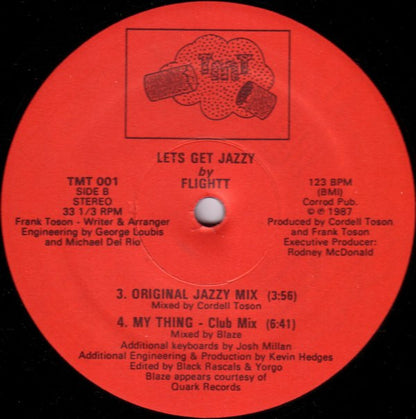 TNT
LETS GET JAZZY
by
FLIGHTT
TMT 001
SIDE B
STEREO
33 1/3 RPM
Frank Toson - Writer & Arranger
Engineering by George Loubis
and Michael Del Rio
123 BPM
(BMI)
Corrod Pub.
© ℗ 1987
Produced by Cordell Toson
and Frank Toson
Executive Producer:
Rodney McDonald
3. ORIGINAL JAZZY MIX (3:56)
Mixed by Cordell Toson
4. MY THING - Club Mix (6:41)
Mixed by Blaze
Additional keyboards by Josh Millan
Additional Engineering & Production by Kevin Hedges
Edited by Black Rascals & Yorgo
Blaze appears courtesy of
Quark Records